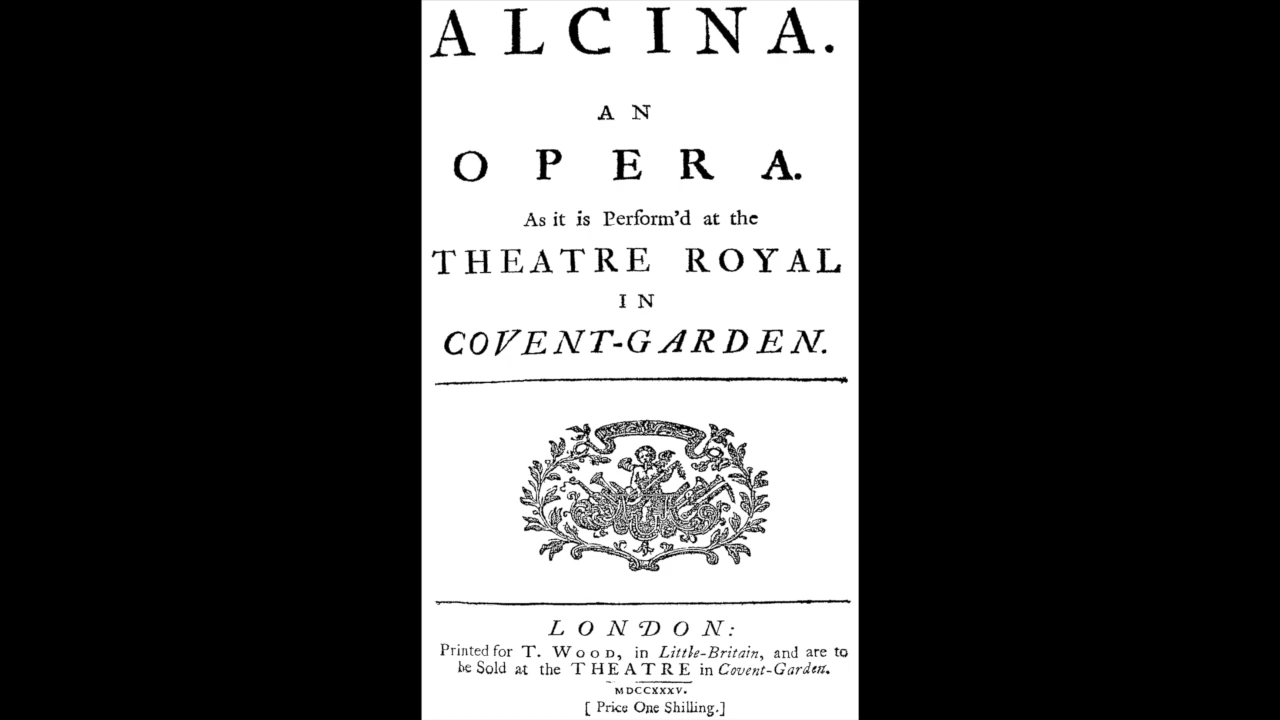 ALCINA.
AN
OPERA.
As it is Perform'd at the
THEATRE ROYAL
IN
COVENT-GARDEN.
LONDON:
Printed for T. WOOD, in Little-Britain, and are to
be Sold at the THEATRE in Covent-Garden.
MDCCXXXV.
[ Price One Shilling.]